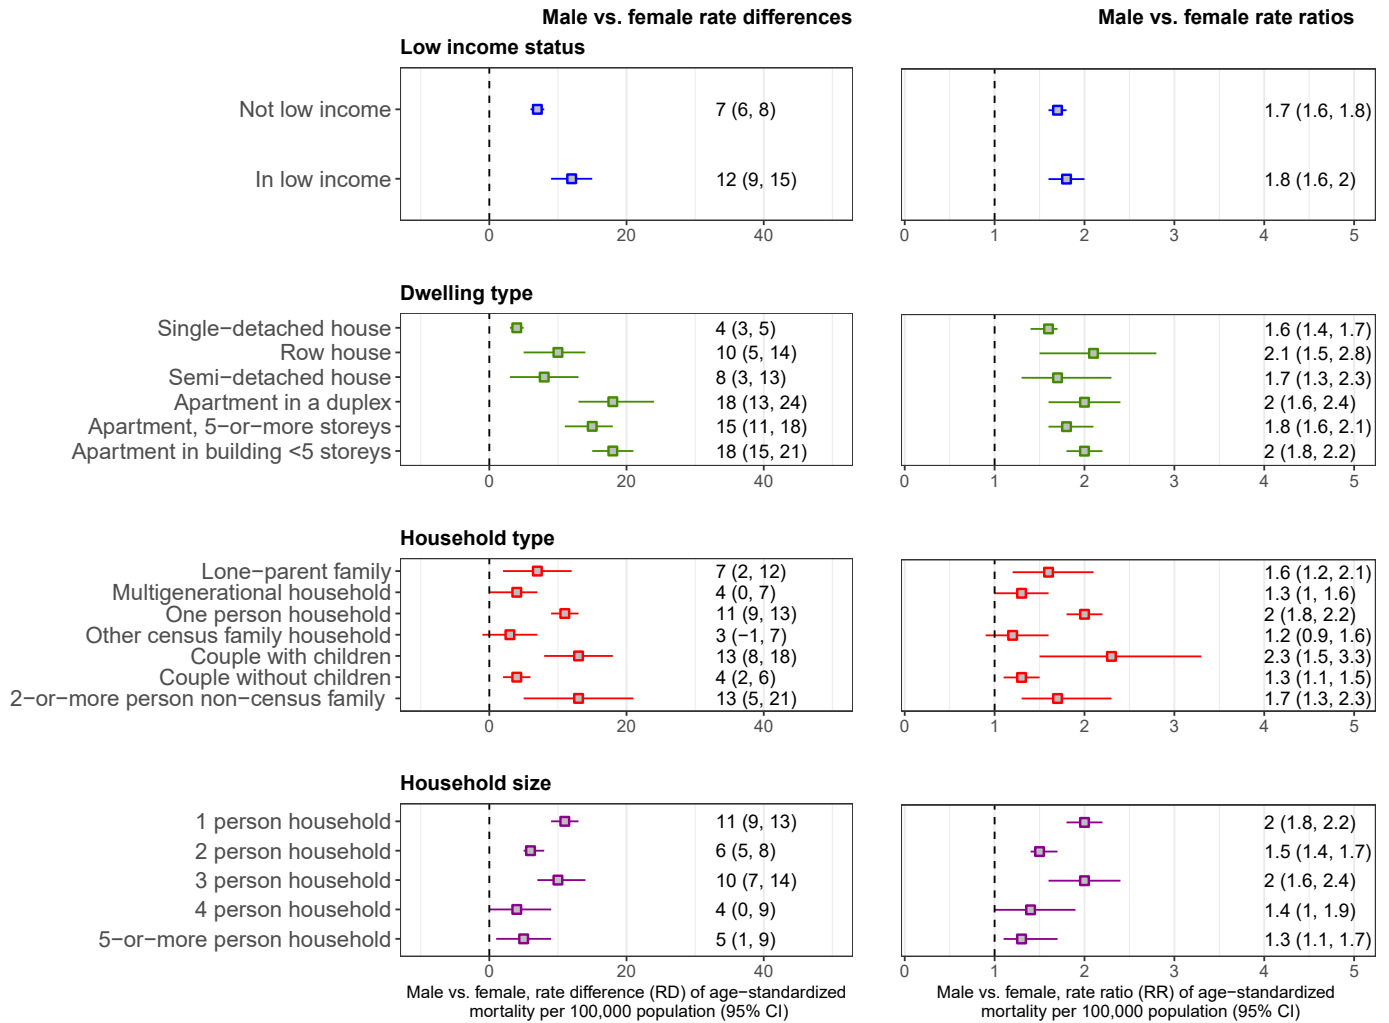 Male vs. female rate differences
Male vs. female rate ratios
Low income status
Not low income
7 (6, 8)
1.7 (1.6, 1.8)
In low income
12 (9, 15)
1.8 (1.6, 2)
0 20 40
0 1 2 3 4 5
Dwelling type
Single−detached house
4 (3, 5)
1.6 (1.4, 1.7)
Row house
10 (5, 14)
2.1 (1.5, 2.8)
Semi−detached house
8 (3, 13)
1.7 (1.3, 2.3)
Apartment in a duplex
18 (13, 24)
2 (1.6, 2.4)
Apartment, 5−or−more storeys
15 (11, 18)
1.8 (1.6, 2.1)
Apartment in building <5 storeys
18 (15, 21)
2 (1.8, 2.2)
0 20 40
0 1 2 3 4 5
Household type
Lone−parent family
7 (2, 12)
1.6 (1.2, 2.1)
Multigenerational household
4 (0, 7)
1.3 (1, 1.6)
One person household
11 (9, 13)
2 (1.8, 2.2)
Other census family household
3 (−1, 7)
1.2 (0.9, 1.6)
Couple with children
13 (8, 18)
2.3 (1.5, 3.3)
Couple without children
4 (2, 6)
1.3 (1.1, 1.5)
2−or−more person non−census family
13 (5, 21)
1.7 (1.3, 2.3)
0 20 40
0 1 2 3 4 5
Household size
1 person household
11 (9, 13)
2 (1.8, 2.2)
2 person household
6 (5, 8)
1.5 (1.4, 1.7)
3 person household
10 (7, 14)
2 (1.6, 2.4)
4 person household
4 (0, 9)
1.4 (1, 1.9)
5−or−more person household
5 (1, 9)
1.3 (1.1, 1.7)
0 20 40
0 1 2 3 4 5
Male vs. female, rate difference (RD) of age−standardized
mortality per 100,000 population (95% CI)
Male vs. female, rate ratio (RR) of age−standardized
mortality per 100,000 population (95% CI)